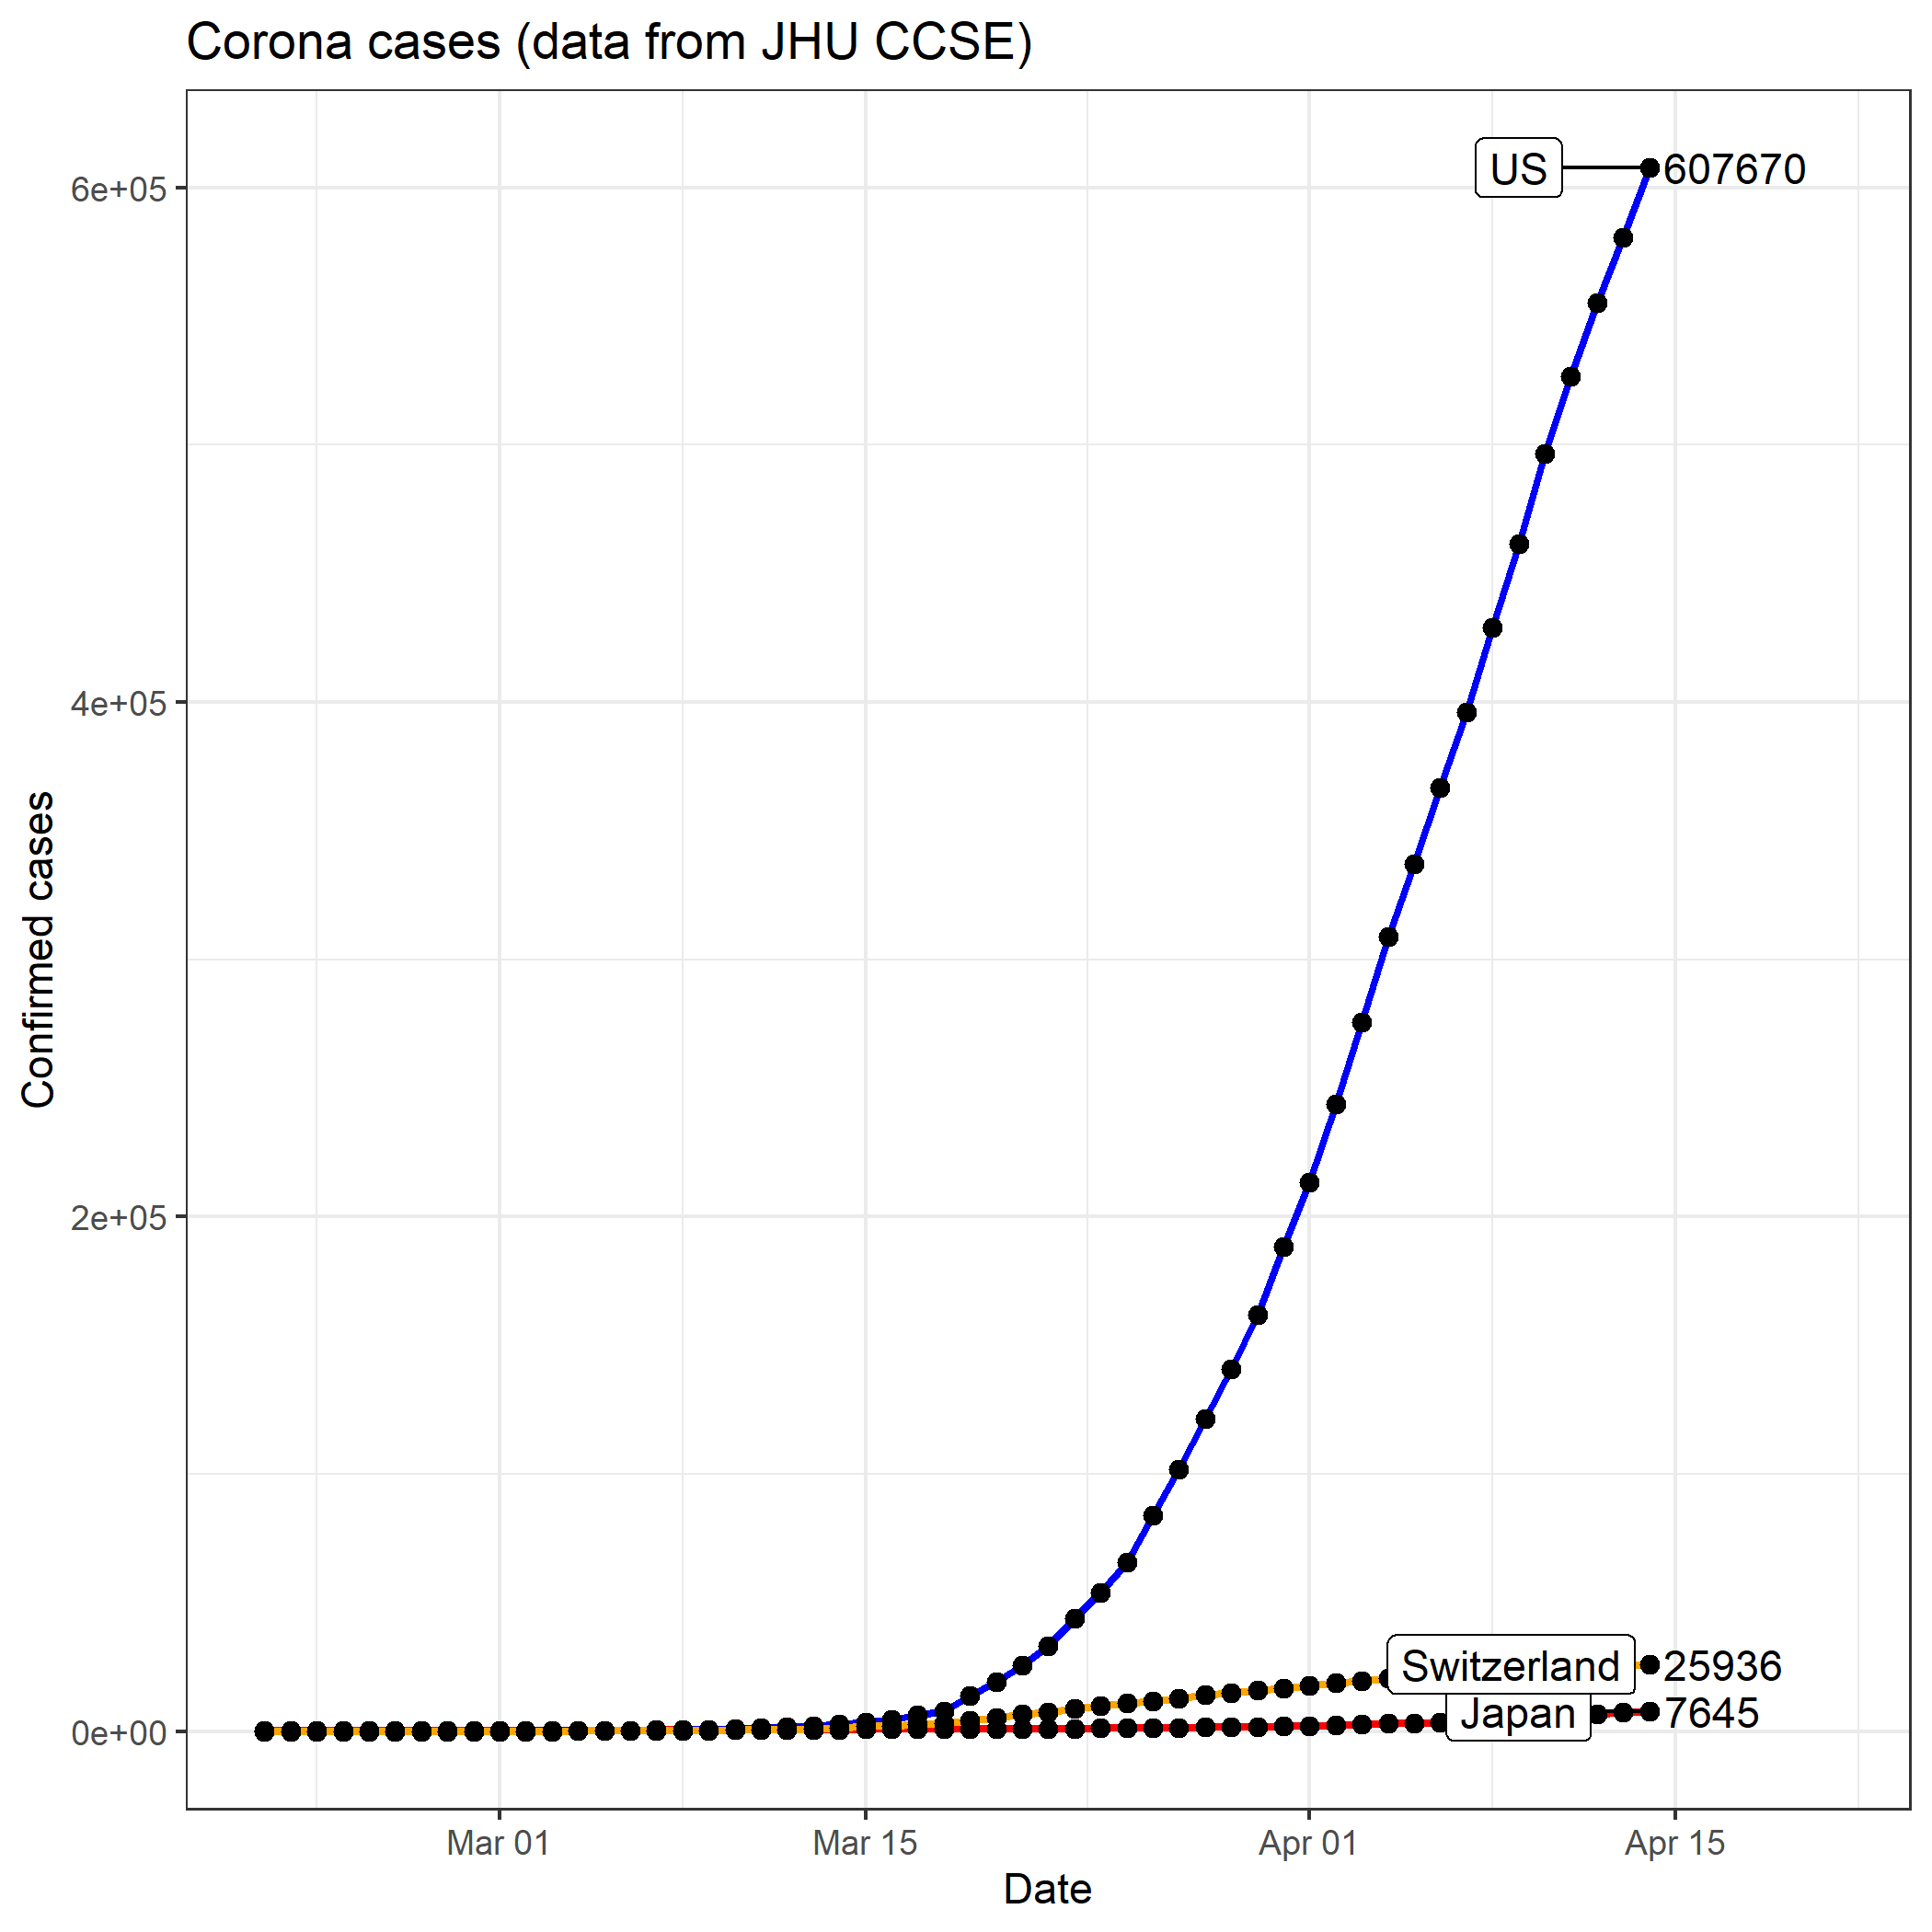 Corona cases (data from JHU CCSE)
6e+05
4e+05
2e+05
0e+00
Confirmed cases
US
607670
Switzerland
25936
Japan
7645
Mar 01
Mar 15
Apr 01
Apr 15
Date